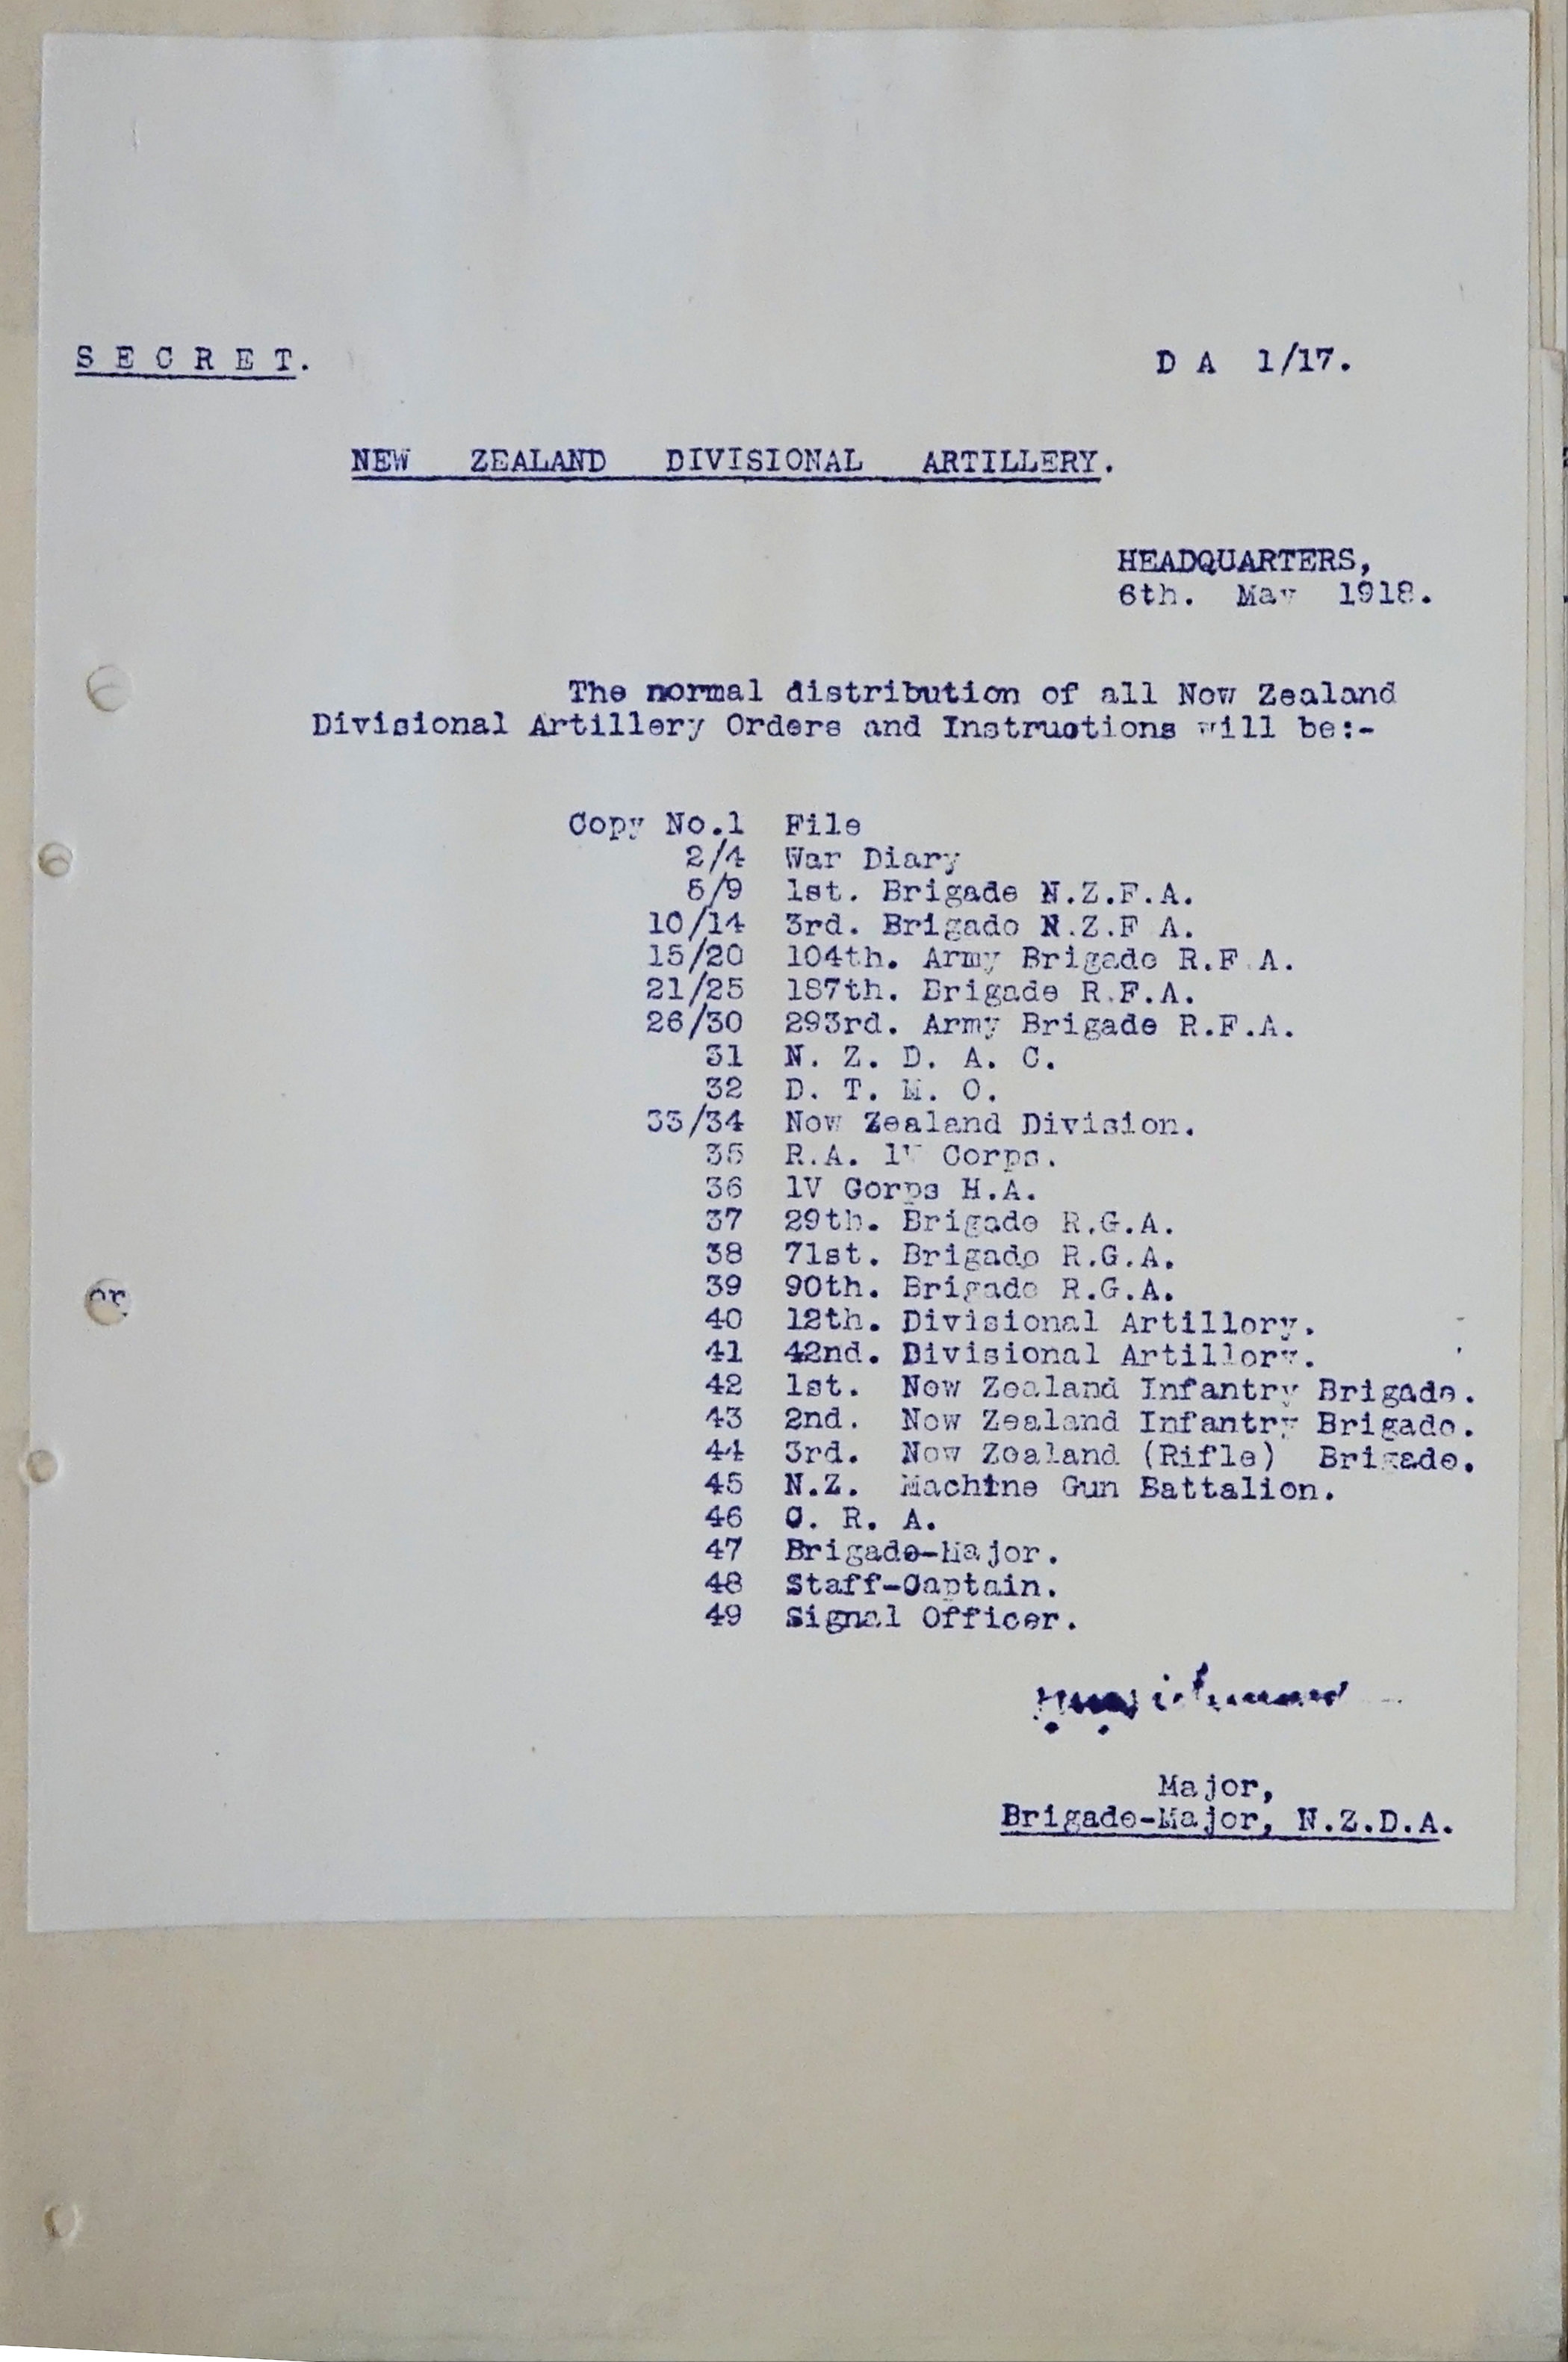 SECRET.
D A 1/17.
NEW ZEALAND DIVISIONAL ARTILLERY.
HEADQUARTERS,
6th. May 1918.
The normal distribution of all New Zealand
Divisional Artillery Orders and Instructions will be:-
Copy No.1 File
2/4 War Diary
5/9 1st. Brigade N.Z.F.A.
10/14 3rd. Brigade N.Z.F.A.
15/20 104th. Army Brigade R.F.A.
21/25 187th. Brigade R.F.A.
26/30 293rd. Army Brigade R.F.A.
31 N. Z. D. A. C.
32 D. T. M. O.
33/34 New Zealand Division.
35 R.A. 1V Corps.
36 1V Corps H.A.
37 29th. Brigade R.G.A.
38 71st. Brigade R.G.A.
39 90th. Brigade R.G.A.
40 12th. Divisional Artillery.
41 42nd. Divisional Artillery.
42 1st. New Zealand Infantry Brigade.
43 2nd. New Zealand Infantry Brigade.
44 3rd. New Zealand (Rifle) Brigade.
45 N.Z. Machine Gun Battalion.
46 C. R. A.
47 Brigade-Major.
48 Staff-Captain.
49 Signal Officer.
Major,
Brigade-Major, N.Z.D.A.
or